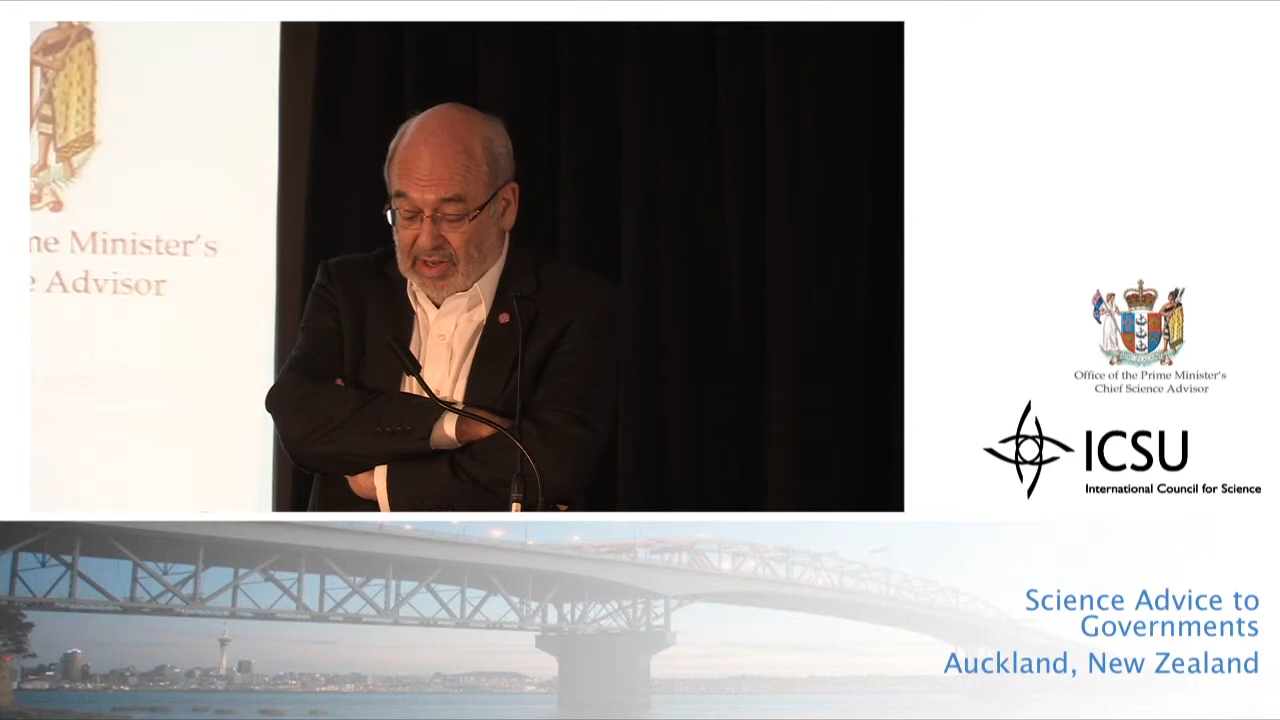 me Minister's
e Advisor
Office of the Prime Minister's
Chief Science Advisor
ICSU
International Council for Science
Science Advice to
Governments
Auckland, New Zealand